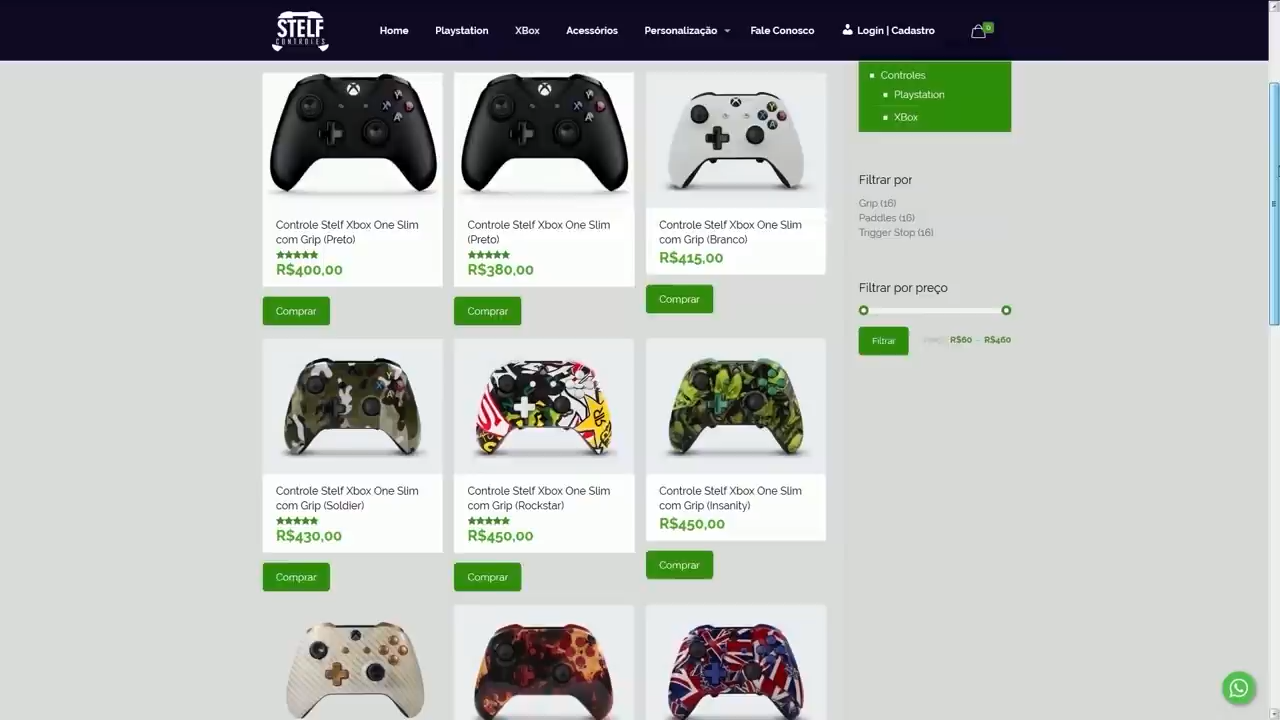 STELF
CONTROLES
Home
Playstation
XBox
Acessórios
Personalização
Fale Conosco
Login | Cadastro
0
Controle Stelf Xbox One Slim
com Grip (Preto)
R$400,00
Comprar
Controle Stelf Xbox One Slim
(Preto)
R$380,00
Comprar
Controle Stelf Xbox One Slim
com Grip (Branco)
R$415,00
Comprar
Controle Stelf Xbox One Slim
com Grip (Soldier)
R$430,00
Comprar
Controle Stelf Xbox One Slim
com Grip (Rockstar)
R$450,00
Comprar
Controle Stelf Xbox One Slim
com Grip (Insanity)
R$450,00
Comprar
Controles
Playstation
XBox
Filtrar por
Grip (16)
Paddles (16)
Trigger Stop (16)
Filtrar por preço
Filtrar
R$60 - R$460